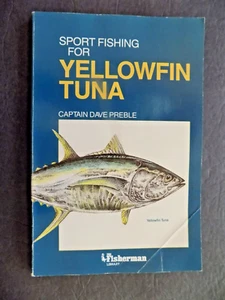 SPORT FISHING
FOR
YELLOWFIN
TUNA
CAPTAIN DAVE PREBLE
Yellowfin Tuna
The
Fisherman
LIBRARY